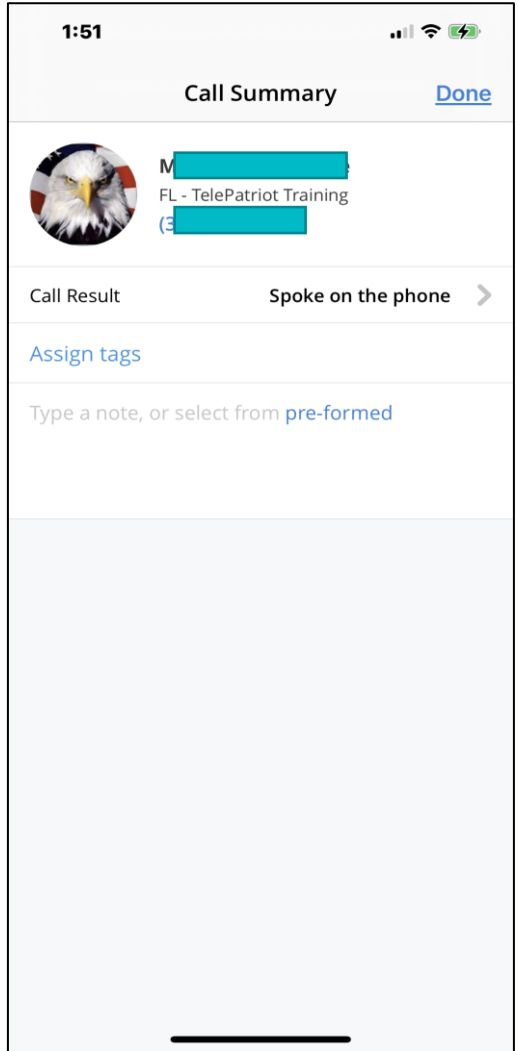 1:51
Call Summary Done
M
FL - TelePatriot Training
(3
Call Result Spoke on the phone
Assign tags
Type a note, or select from pre-formed